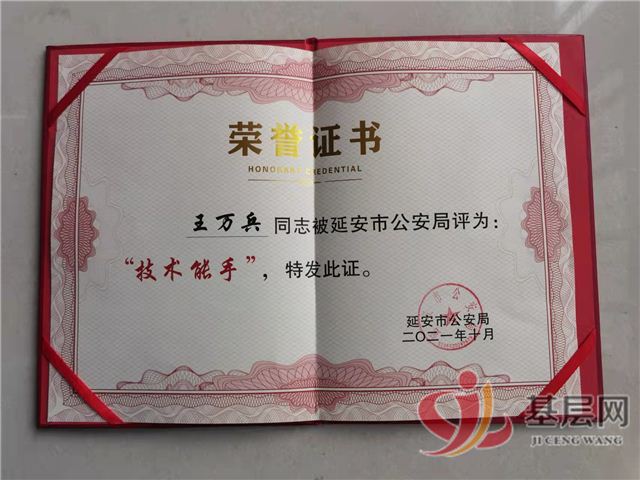 荣誉证书
HONORARY CREDENTIAL
王万兵 同志被延安市公安局评为：
“技术能手”，特发此证。
延安市公安局
二〇二一年十月
基层网
JI CENG WANG